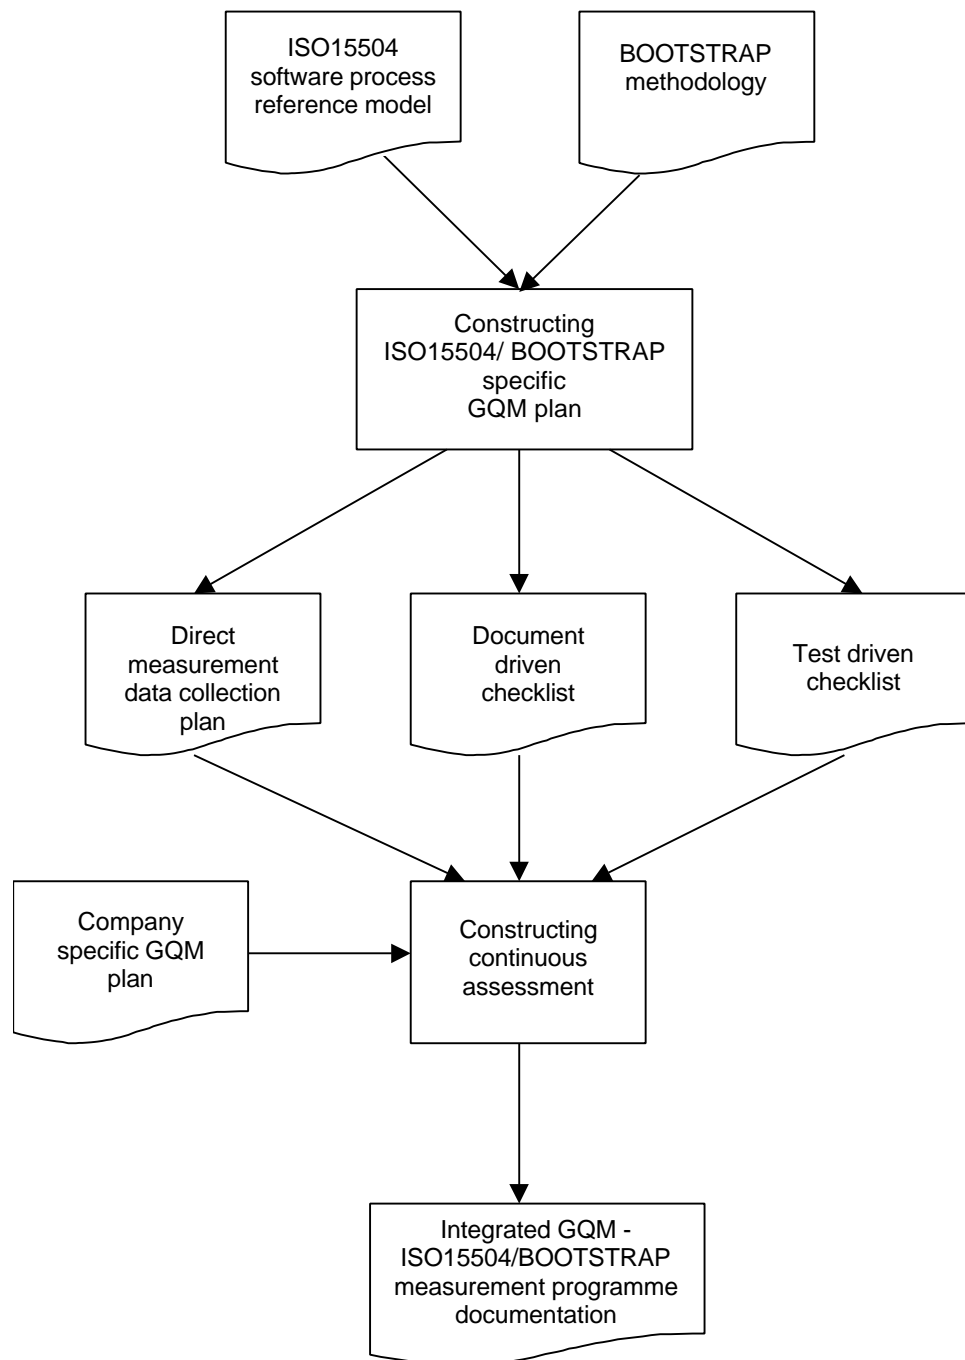 ISO15504
software process
reference model
BOOTSTRAP
methodology
Constructing
ISO15504/ BOOTSTRAP
specific
GQM plan
Direct
measurement
data collection
plan
Document
driven
checklist
Test driven
checklist
Company
specific GQM
plan
Constructing
continuous
assessment
Integrated GQM -
ISO15504/BOOTSTRAP
measurement programme
documentation